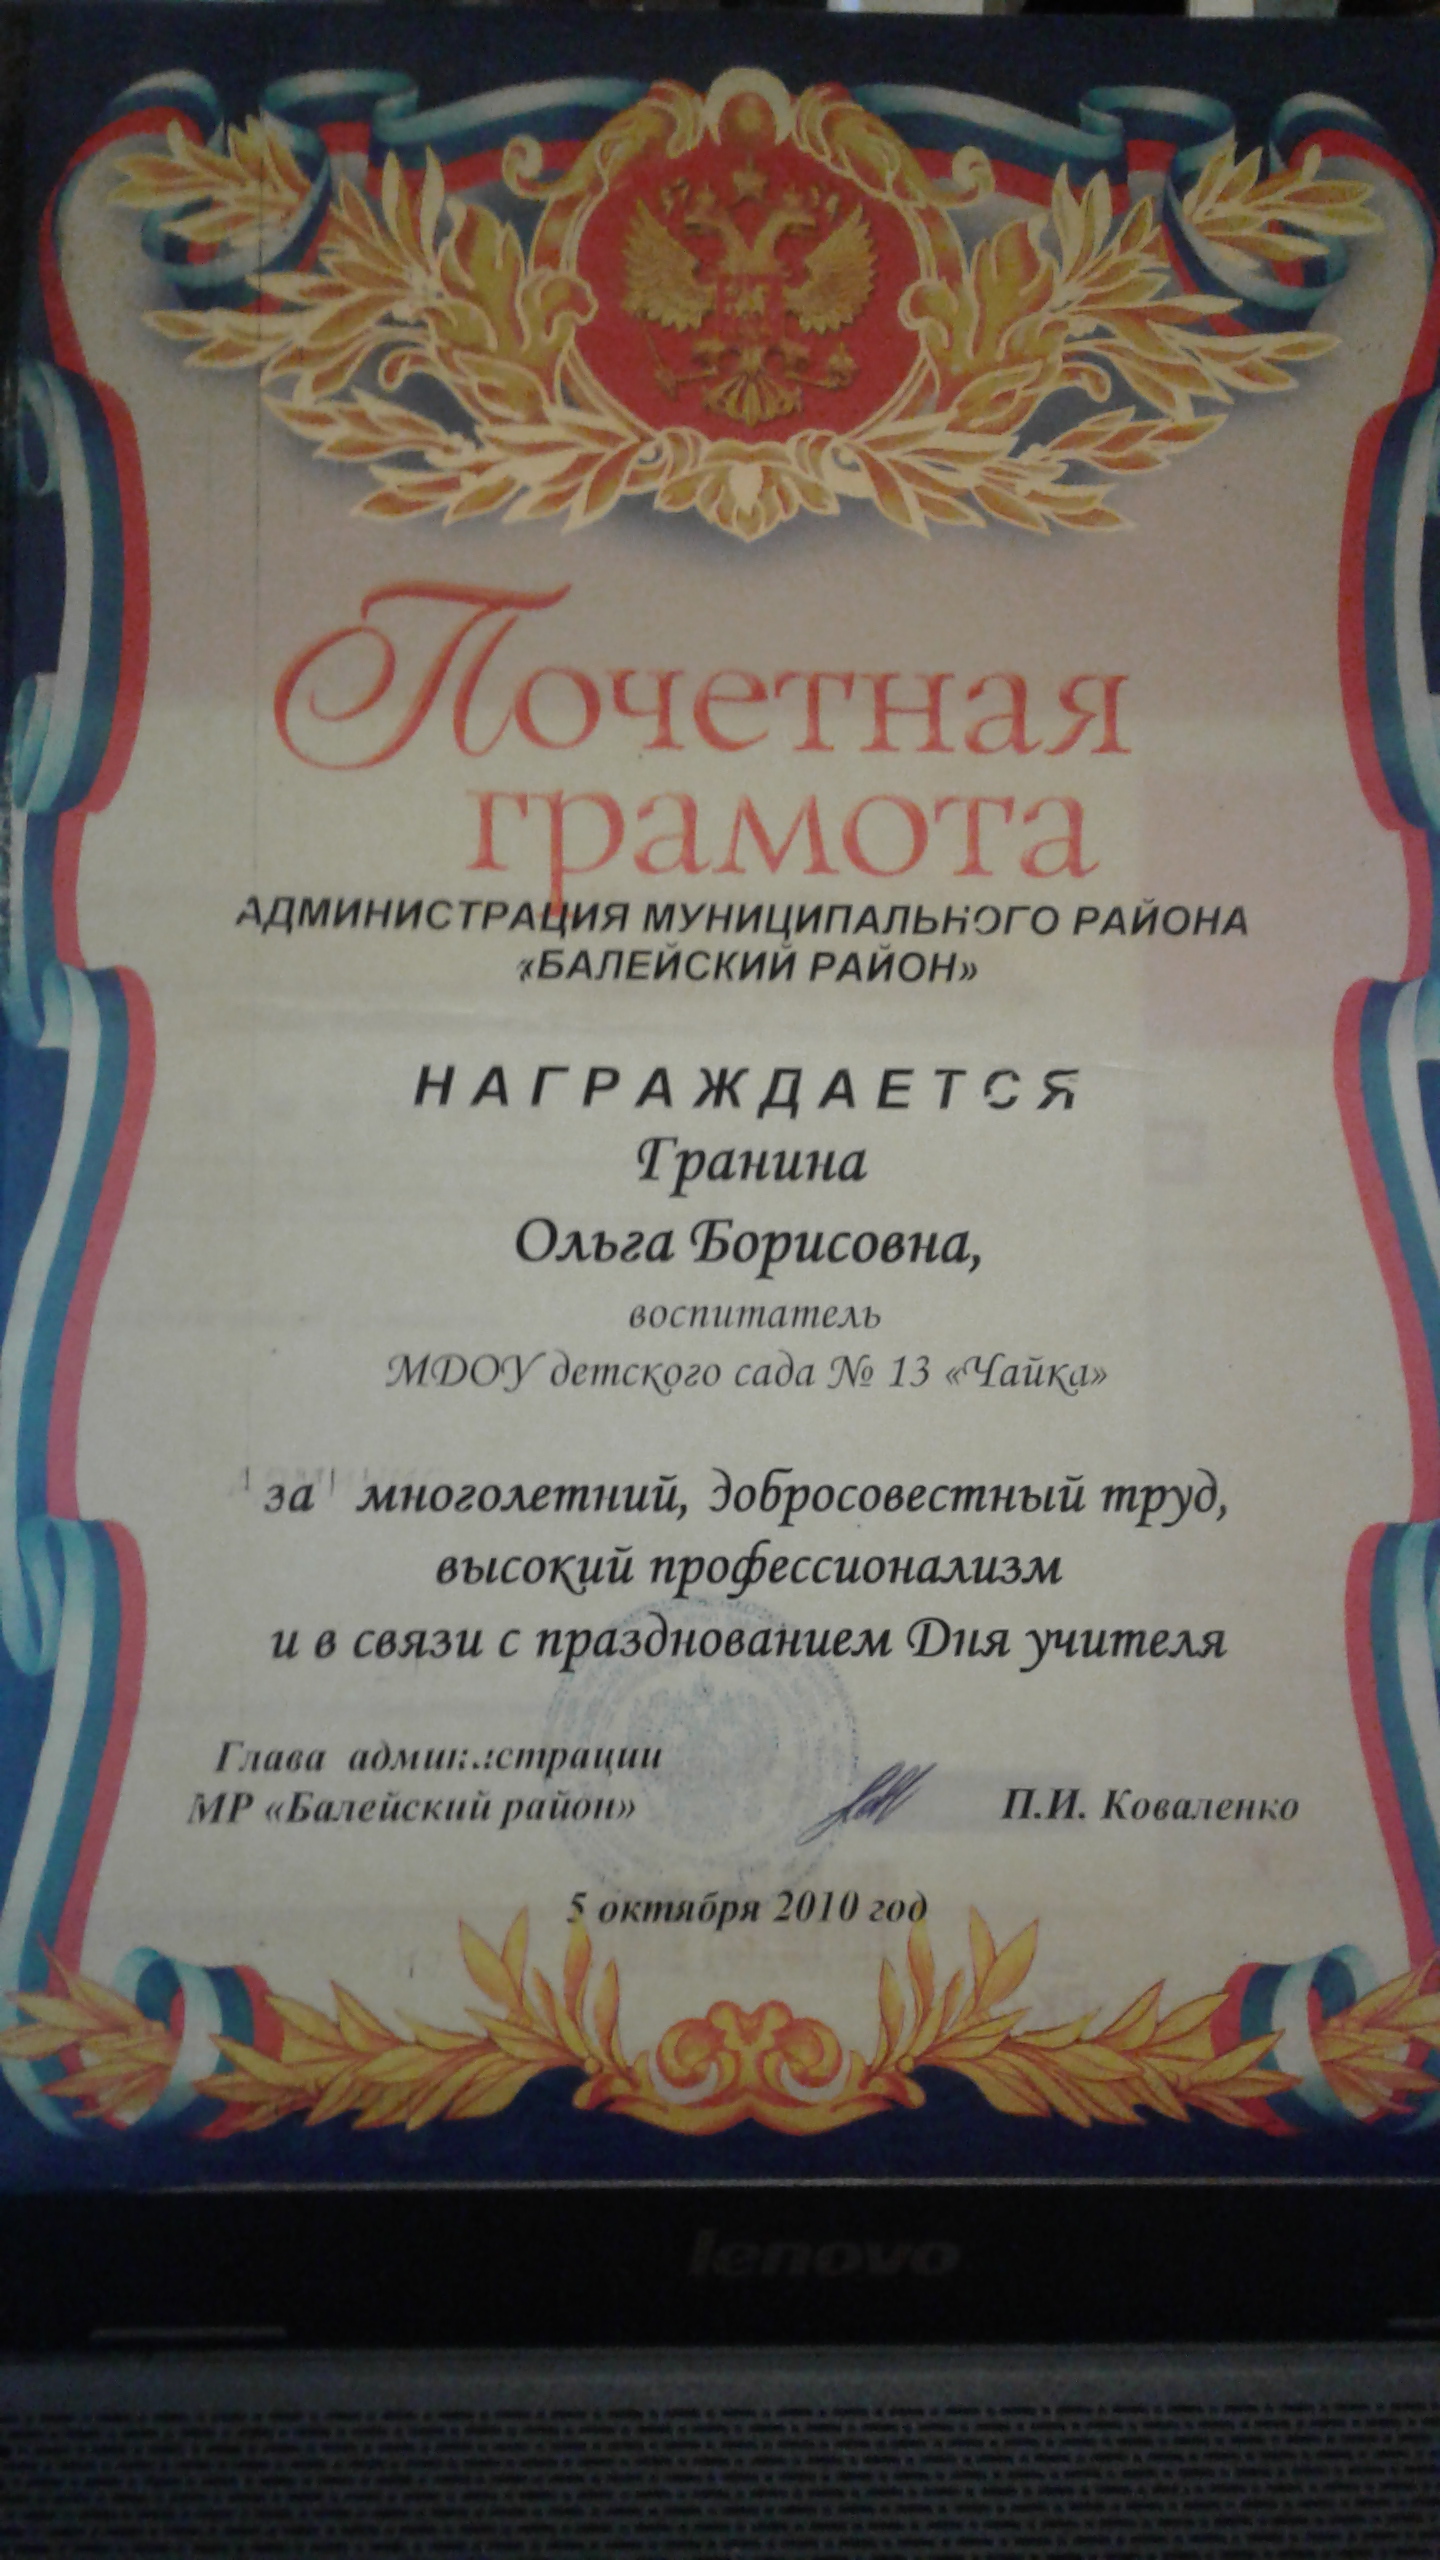 Почетная
грамота
АДМИНИСТРАЦИЯ МУНИЦИПАЛЬНОГО РАЙОНА
«БАЛЕЙСКИЙ РАЙОН»
НАГРАЖДАЕТСЯ
Гранина
Ольга Борисовна,
воспитатель
МДОУ детского сада № 13 «Чайка»
за многолетний, добросовестный труд,
высокий профессионализм
и в связи с празднованием Дня учителя
Глава администрации
МР «Балейский район» П.И. Коваленко
5 октября 2010 год
lenovo